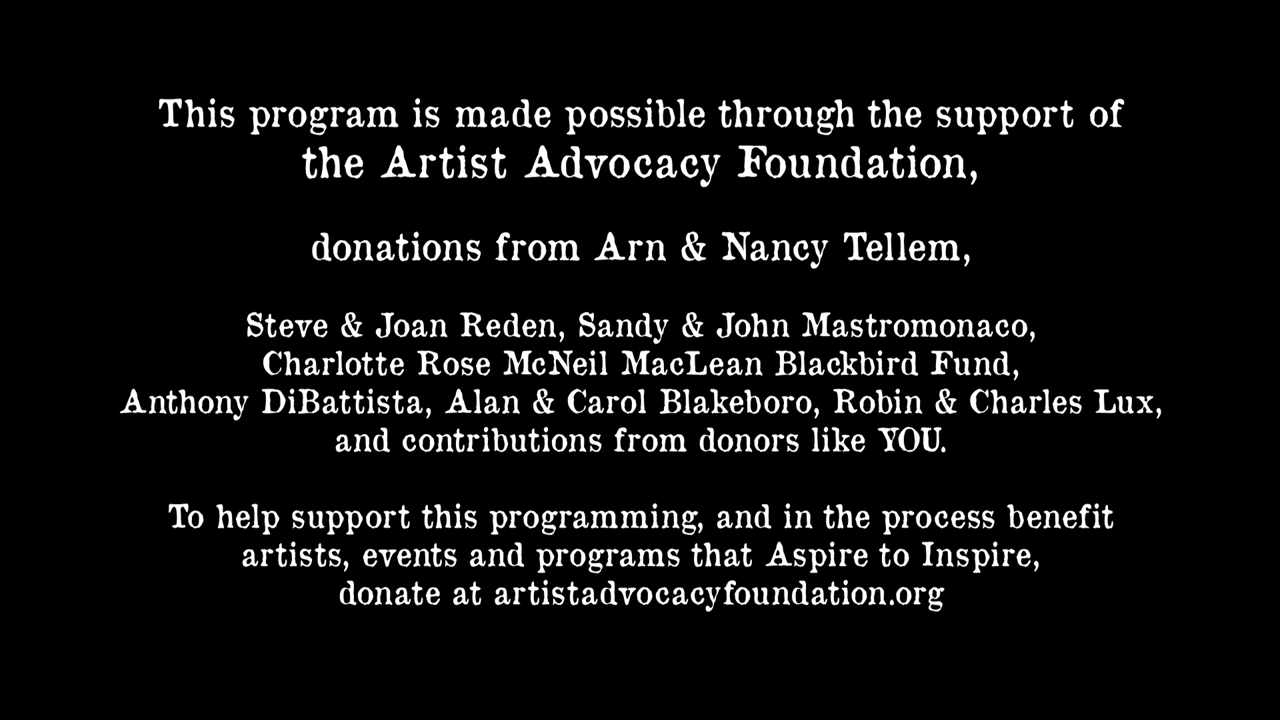 This program is made possible through the support of
the Artist Advocacy Foundation,
donations from Arn & Nancy Tellem,
Steve & Joan Reden, Sandy & John Mastromonaco,
Charlotte Rose McNeil MacLean Blackbird Fund,
Anthony DiBattista, Alan & Carol Blakeboro, Robin & Charles Lux,
and contributions from donors like YOU.
To help support this programming, and in the process benefit
artists, events and programs that Aspire to Inspire,
donate at artistadvocacyfoundation.org